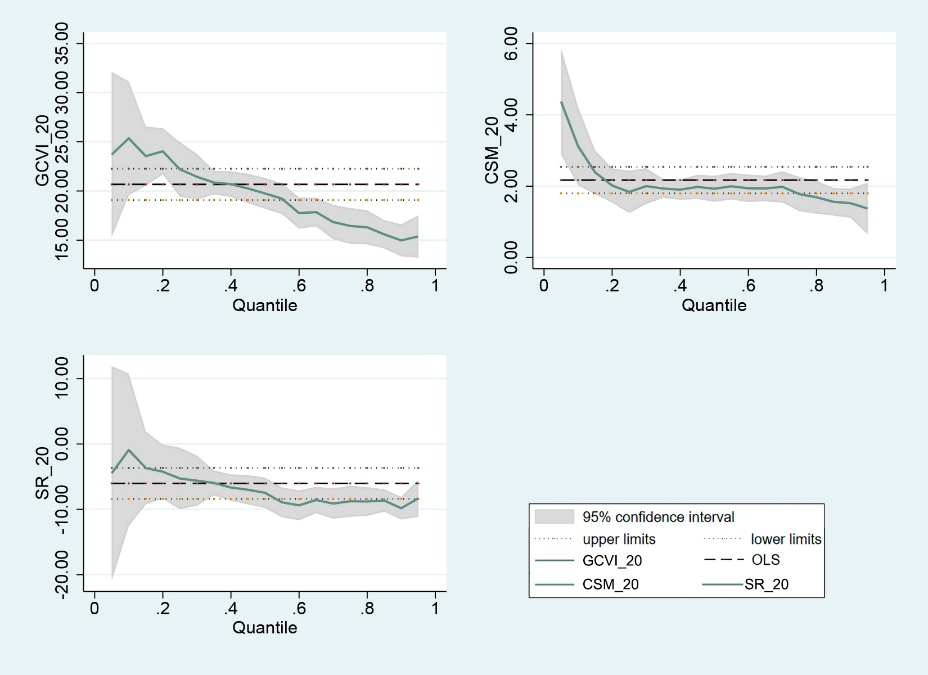 GCVI_20
35.00
30.00
25.00
20.00
15.00
0 .2 .4 .6 .8 1
Quantile
CSM_20
6.00
4.00
2.00
0.00
0 .2 .4 .6 .8 1
Quantile
SR_20
10.00
0.00
-10.00
-20.00
0 .2 .4 .6 .8 1
Quantile
95% confidence interval
upper limits lower limits
GCVI_20 OLS
CSM_20 SR_20